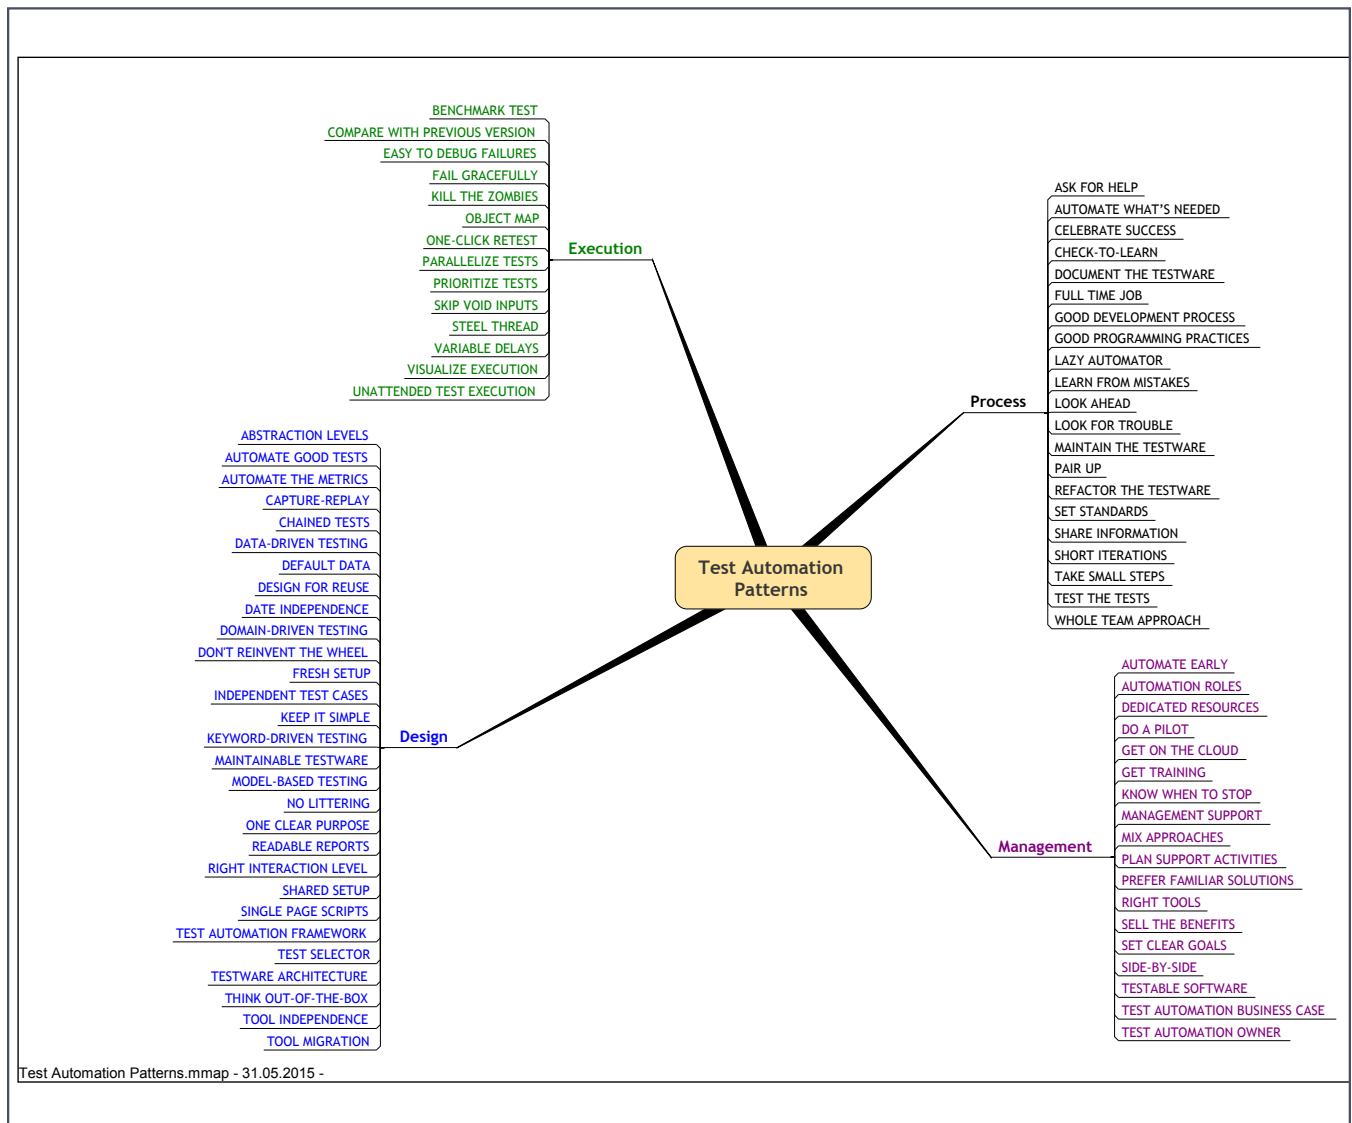 BENCHMARK TEST
COMPARE WITH PREVIOUS VERSION
EASY TO DEBUG FAILURES
FAIL GRACEFULLY
KILL THE ZOMBIES
OBJECT MAP
ONE-CLICK RETEST
PARALLELIZE TESTS
PRIORITIZE TESTS
SKIP VOID INPUTS
STEEL THREAD
VARIABLE DELAYS
VISUALIZE EXECUTION
UNATTENDED TEST EXECUTION
Execution
ABSTRACTION LEVELS
AUTOMATE GOOD TESTS
AUTOMATE THE METRICS
CAPTURE-REPLAY
CHAINED TESTS
DATA-DRIVEN TESTING
DEFAULT DATA
DESIGN FOR REUSE
DATE INDEPENDENCE
DOMAIN-DRIVEN TESTING
DON'T REINVENT THE WHEEL
FRESH SETUP
INDEPENDENT TEST CASES
KEEP IT SIMPLE
KEYWORD-DRIVEN TESTING
MAINTAINABLE TESTWARE
MODEL-BASED TESTING
NO LITTERING
ONE CLEAR PURPOSE
READABLE REPORTS
RIGHT INTERACTION LEVEL
SHARED SETUP
SINGLE PAGE SCRIPTS
TEST AUTOMATION FRAMEWORK
TEST SELECTOR
TESTWARE ARCHITECTURE
THINK OUT-OF-THE-BOX
TOOL INDEPENDENCE
TOOL MIGRATION
Design
Test Automation
Patterns
Process
ASK FOR HELP
AUTOMATE WHAT’S NEEDED
CELEBRATE SUCCESS
CHECK-TO-LEARN
DOCUMENT THE TESTWARE
FULL TIME JOB
GOOD DEVELOPMENT PROCESS
GOOD PROGRAMMING PRACTICES
LAZY AUTOMATOR
LEARN FROM MISTAKES
LOOK AHEAD
LOOK FOR TROUBLE
MAINTAIN THE TESTWARE
PAIR UP
REFACTOR THE TESTWARE
SET STANDARDS
SHARE INFORMATION
SHORT ITERATIONS
TAKE SMALL STEPS
TEST THE TESTS
WHOLE TEAM APPROACH
Management
AUTOMATE EARLY
AUTOMATION ROLES
DEDICATED RESOURCES
DO A PILOT
GET ON THE CLOUD
GET TRAINING
KNOW WHEN TO STOP
MANAGEMENT SUPPORT
MIX APPROACHES
PLAN SUPPORT ACTIVITIES
PREFER FAMILIAR SOLUTIONS
RIGHT TOOLS
SELL THE BENEFITS
SET CLEAR GOALS
SIDE-BY-SIDE
TESTABLE SOFTWARE
TEST AUTOMATION BUSINESS CASE
TEST AUTOMATION OWNER
Test Automation Patterns.mmap - 31.05.2015 -